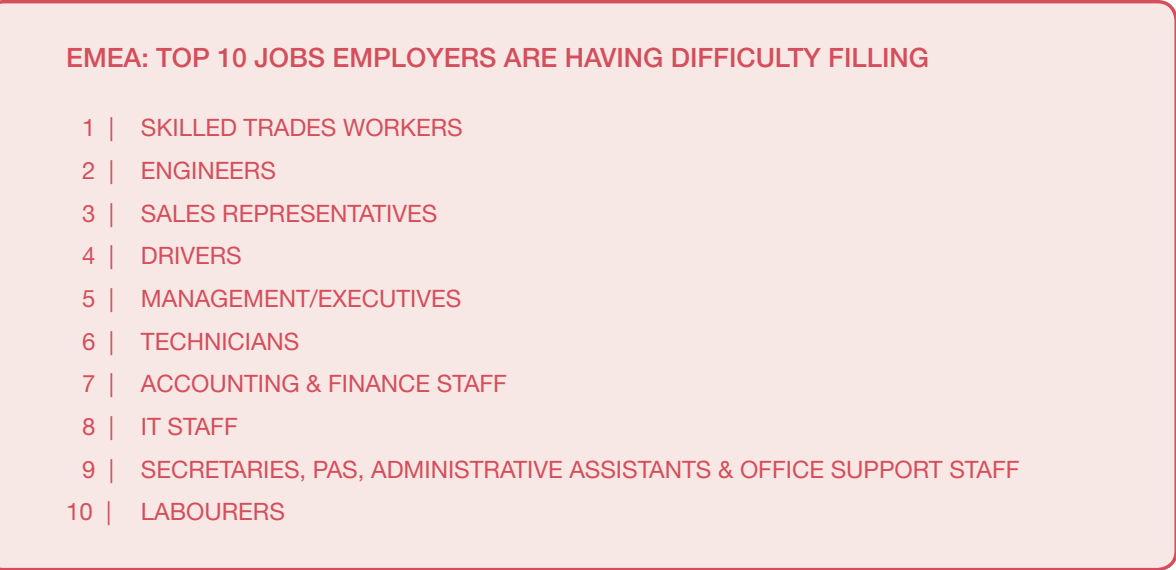 EMEA: TOP 10 JOBS EMPLOYERS ARE HAVING DIFFICULTY FILLING
1 | SKILLED TRADES WORKERS
2 | ENGINEERS
3 | SALES REPRESENTATIVES
4 | DRIVERS
5 | MANAGEMENT/EXECUTIVES
6 | TECHNICIANS
7 | ACCOUNTING & FINANCE STAFF
8 | IT STAFF
9 | SECRETARIES, PAS, ADMINISTRATIVE ASSISTANTS & OFFICE SUPPORT STAFF
10 | LABOURERS